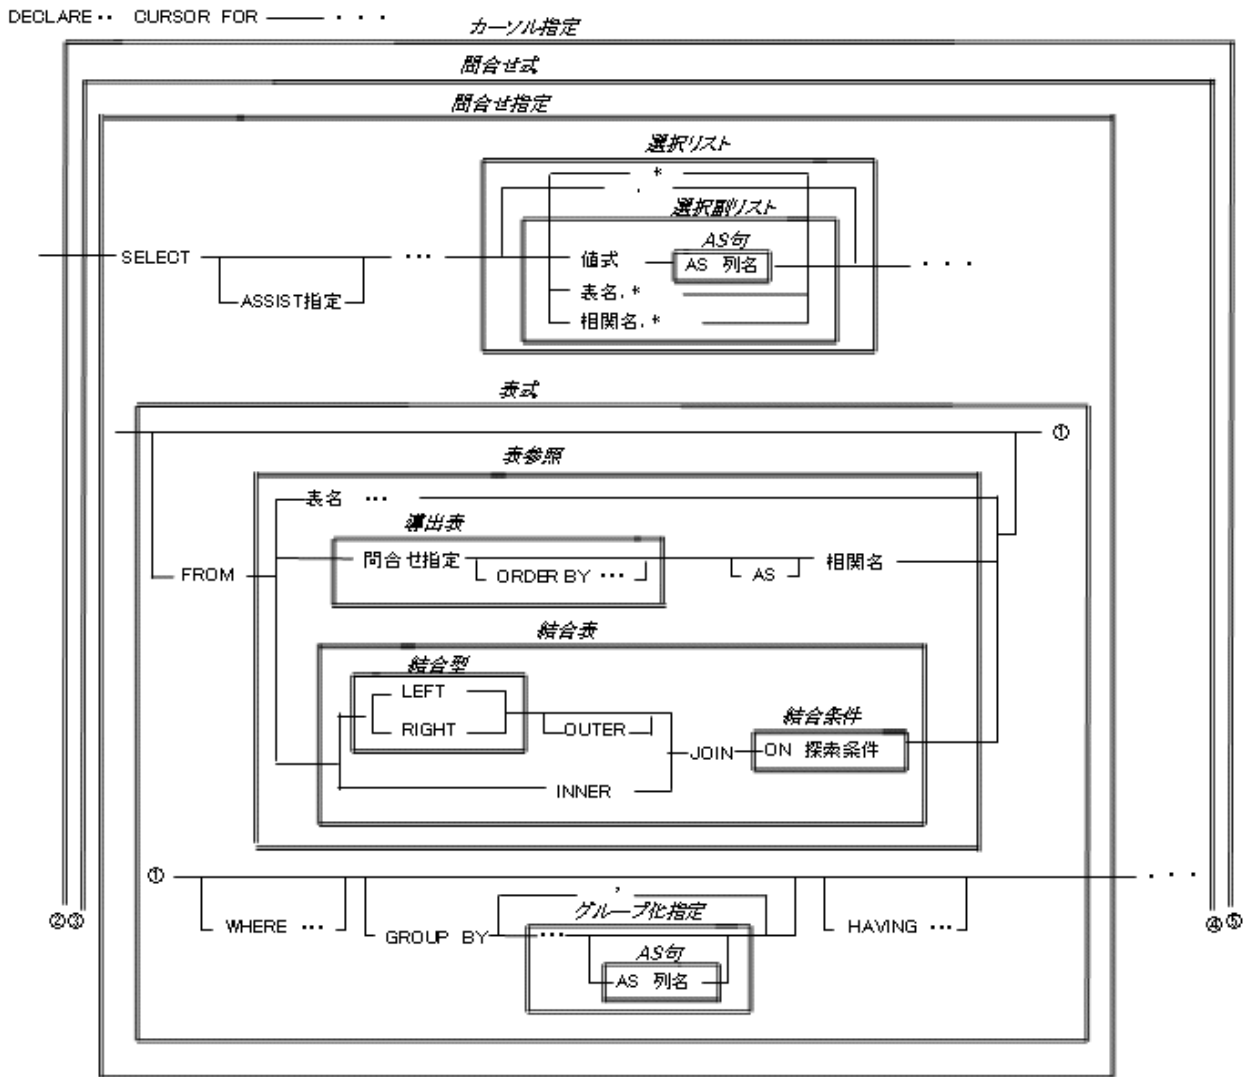 DECLARE・・ CURSOR FOR ・・・
カーソル指定
問合せ式
問合せ指定
選択リスト
*
,
選択副リスト
AS句
SELECT ・・・ 値式 AS 列名 ・・・
ASSIST指定
表名.*
相関名.*
表式
①
表参照
表名 ・・・
導出表
FROM 問合せ指定 ORDER BY ・・・ AS 相関名
結合表
結合型
LEFT
RIGHT OUTER
結合条件
JOIN ON 探索条件
INNER
① ・・・
,
②③ WHERE ・・・ グループ化指定 HAVING ・・・ ④⑤
GROUP BY ・・・
AS句
AS 列名